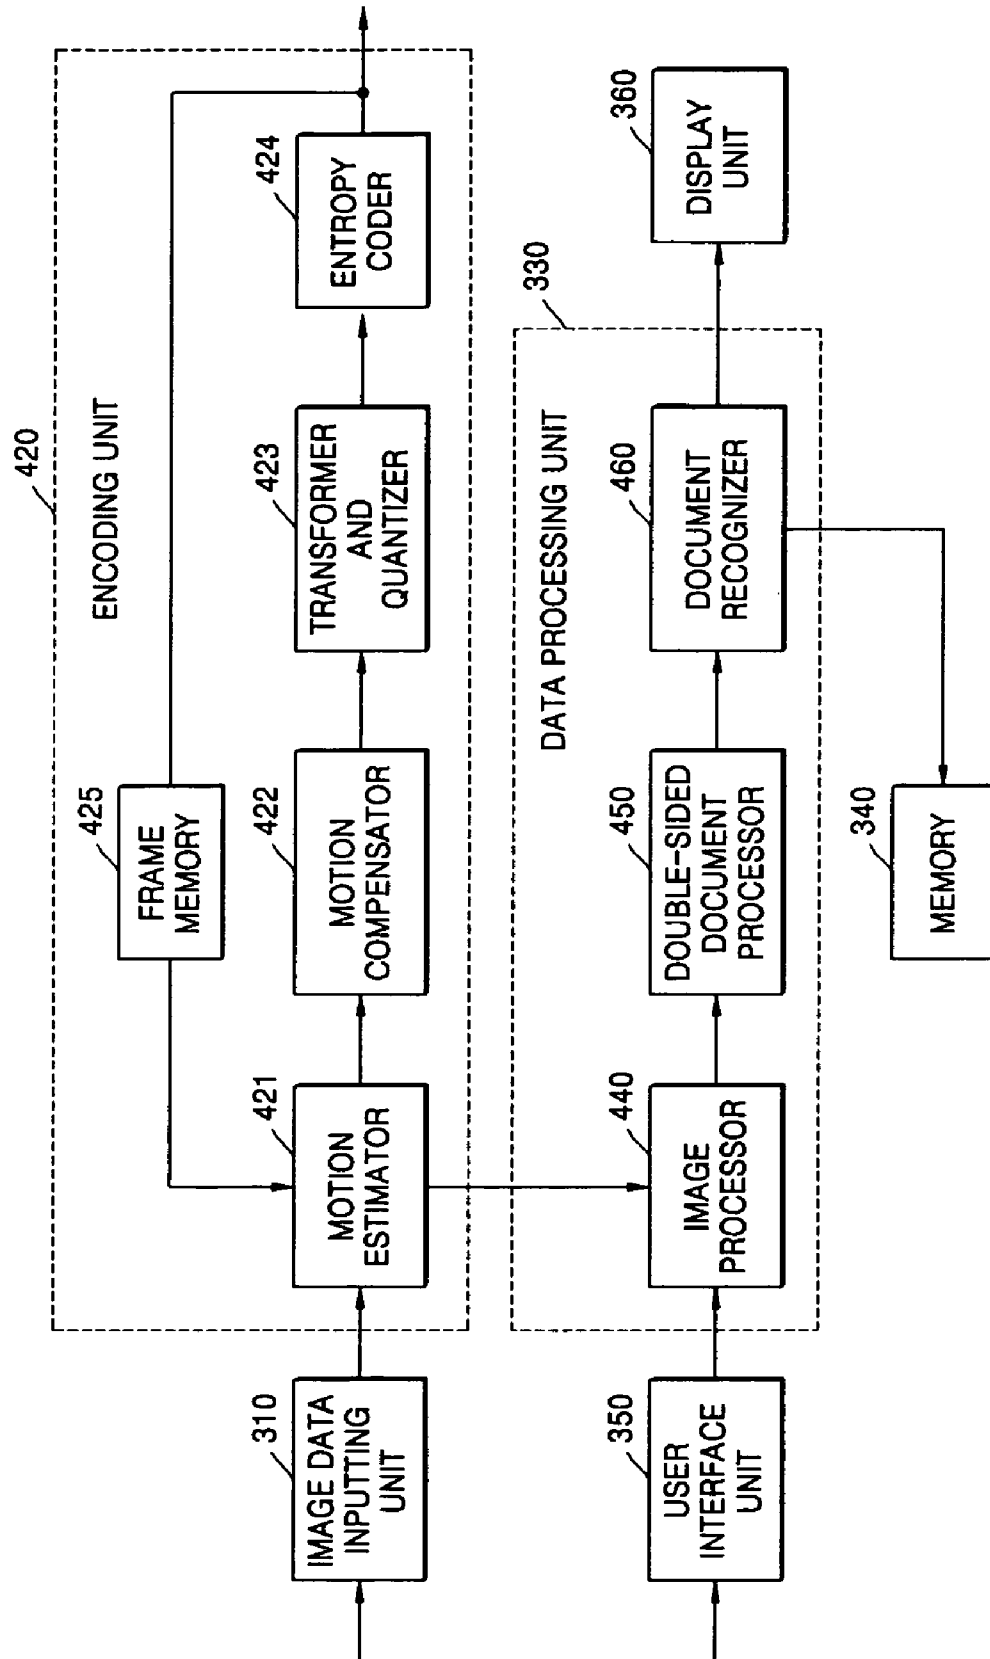 420
ENCODING UNIT
425
FRAME
MEMORY
310
IMAGE DATA
INPUTTING
UNIT
421
MOTION
ESTIMATOR
422
MOTION
COMPENSATOR
423
TRANSFORMER
AND
QUANTIZER
424
ENTROPY
CODER
330
DATA PROCESSING UNIT
350
USER
INTERFACE
UNIT
440
IMAGE
PROCESSOR
450
DOUBLE-SIDED
DOCUMENT
PROCESSOR
460
DOCUMENT
RECOGNIZER
360
DISPLAY
UNIT
340
MEMORY